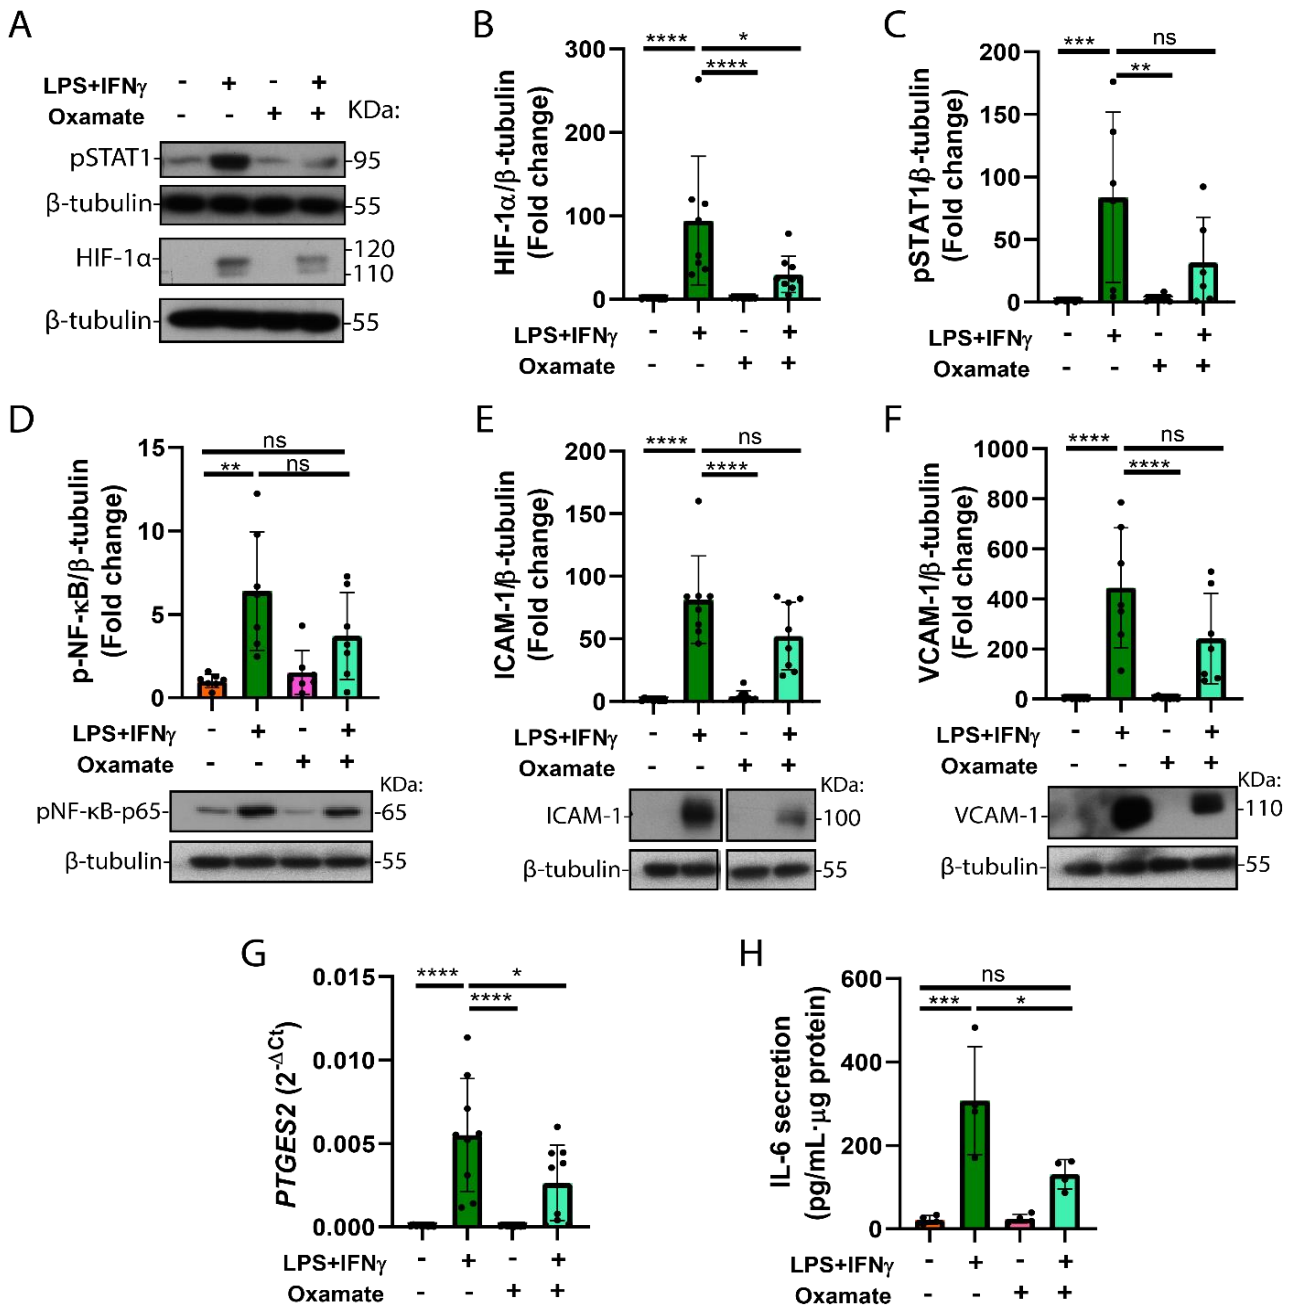 A
LPS+IFNγ - + - +
Oxamate - - + + KDa:
pSTAT1 -95
β-tubulin -55
HIF-1α -120
-110
β-tubulin -55
B
HIF-1α/β-tubulin
(Fold change)
300
200
100
0
**** *
****
LPS+IFNγ - + - +
Oxamate - - + +
C
pSTAT1/β-tubulin
(Fold change)
200
150
100
50
0
*** ns
**
LPS+IFNγ - + - +
Oxamate - - + +
D
p-NF-κB/β-tubulin
(Fold change)
15
10
5
0
ns
** ns
LPS+IFNγ - + - +
Oxamate - - + +
KDa:
pNF-κB-p65 -65
β-tubulin -55
E
ICAM-1/β-tubulin
(Fold change)
200
150
100
50
0
**** ns
****
LPS+IFNγ - + - +
Oxamate - - + +
KDa:
ICAM-1 -100
β-tubulin -55
F
VCAM-1/β-tubulin
(Fold change)
1000
800
600
400
200
0
**** ns
****
LPS+IFNγ - + - +
Oxamate - - + +
KDa:
VCAM-1 -110
β-tubulin -55
G
PTGES2 (2-ΔCt)
0.015
0.010
0.005
0.000
**** *
****
LPS+IFNγ - + - +
Oxamate - - + +
H
IL-6 secretion
(pg/mL·μg protein)
600
400
200
0
ns
*** *
LPS+IFNγ - + - +
Oxamate - - + +